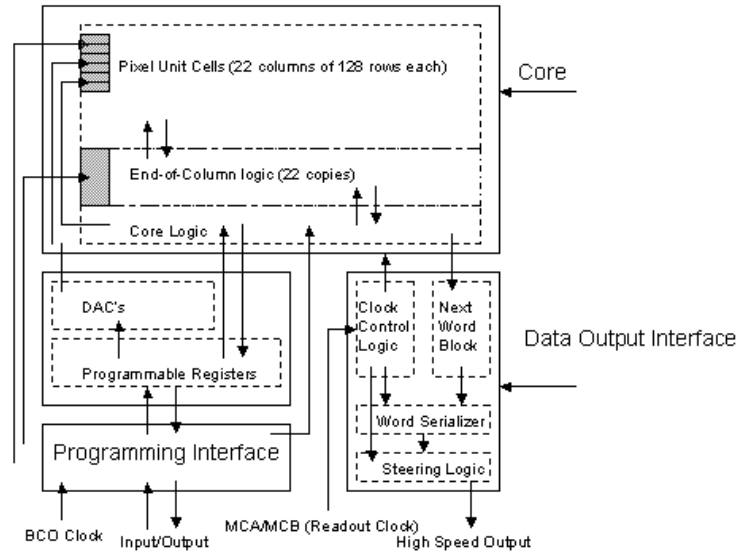 Pixel Unit Cells (22 columns of 128 rows each)
Core
End-of-Column logic (22 copies)
Core Logic
DAC's
Programmable Registers
Clock
Control
Logic
Next
Word
Block
Data Output Interface
Word Serializer
Steering Logic
Programming Interface
BCO Clock
Input/Output
MCA/MCB (Readout Clock)
High Speed Output